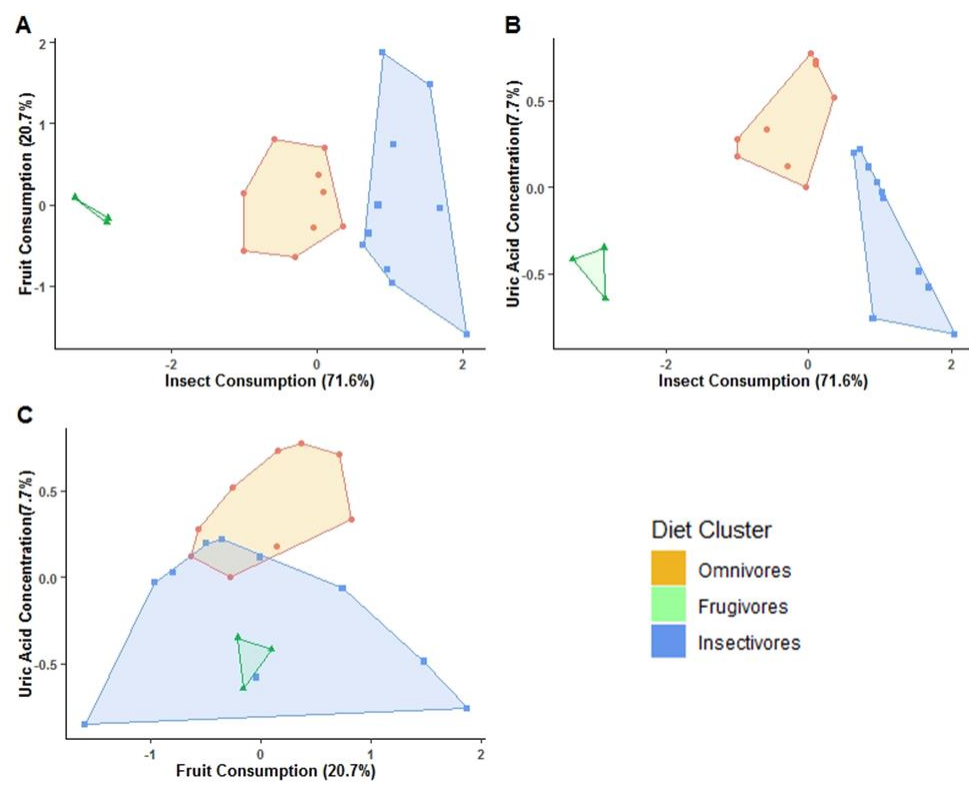 A
Fruit Consumption (20.7%)
2
1
0
-1
-2
0
2
Insect Consumption (71.6%)
B
Uric Acid Concentration(7.7%)
0.5
0.0
-0.5
-2
0
2
Insect Consumption (71.6%)
C
Uric Acid Concentration(7.7%)
0.5
0.0
-0.5
-1
0
1
2
Fruit Consumption (20.7%)
Diet Cluster
Omnivores
Frugivores
Insectivores